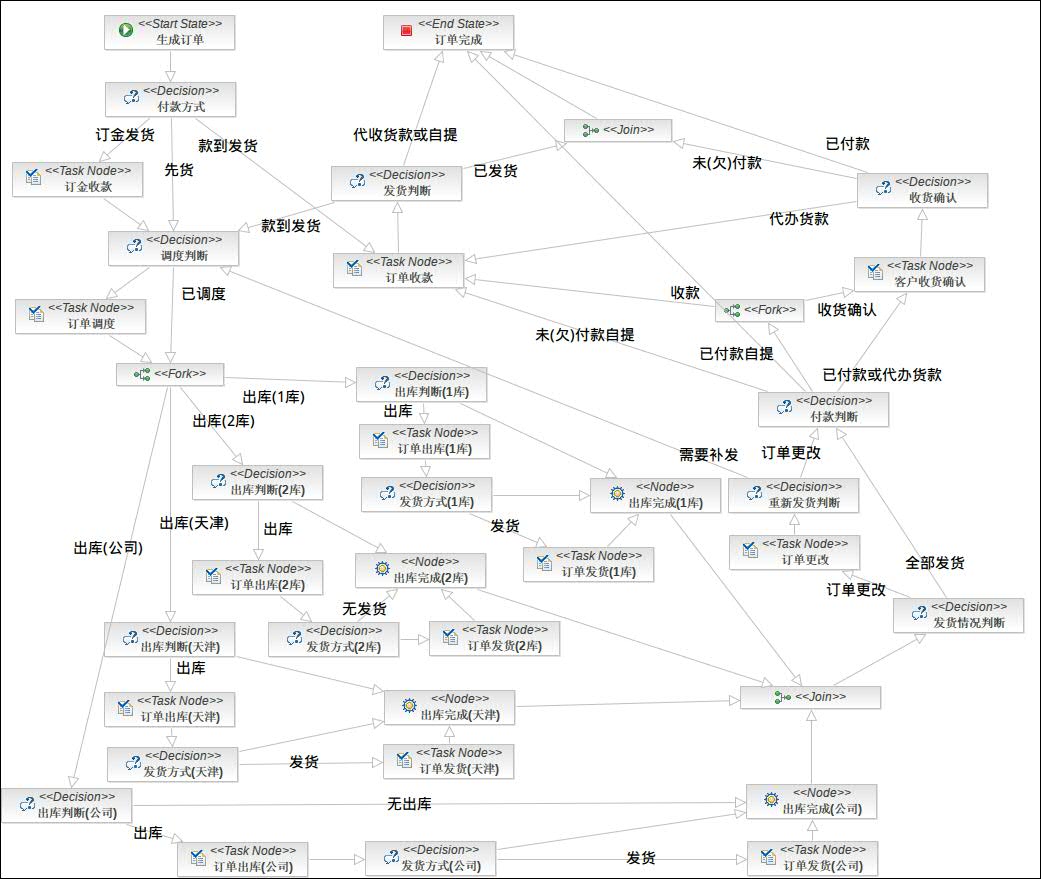 <<Start State>>
生成订单
<<End State>>
订单完成
<<Decision>>
付款方式
订金发货
先货
款到发货
代收货款或自提
<<Join>>
已付款
未(欠)付款
<<Task Node>>
订金收款
<<Decision>>
发货判断
已发货
<<Decision>>
收货确认
款到发货
代办货款
<<Decision>>
调度判断
<<Task Node>>
订单收款
<<Task Node>>
客户收货确认
已调度
收款
收货确认
<<Task Node>>
订单调度
<<Fork>>
未(欠)付款自提
已付款自提
<<Fork>>
出库(1库)
<<Decision>>
出库判断(1库)
已付款或代办货款
出库
出库(2库)
<<Decision>>
付款判断
<<Task Node>>
订单出库(1库)
需要补发
订单更改
<<Decision>>
出库判断(2库)
<<Decision>>
发货方式(1库)
<<Node>>
出库完成(1库)
<<Decision>>
重新发货判断
出库(天津)
出库
发货
出库(公司)
<<Task Node>>
订单更改
<<Task Node>>
订单出库(2库)
<<Node>>
出库完成(2库)
<<Task Node>>
订单发货(1库)
全部发货
订单更改
无发货
<<Decision>>
发货情况判断
<<Decision>>
出库判断(天津)
<<Decision>>
发货方式(2库)
<<Task Node>>
订单发货(2库)
出库
<<Task Node>>
订单出库(天津)
<<Node>>
出库完成(天津)
<<Join>>
<<Decision>>
发货方式(天津)
发货
<<Task Node>>
订单发货(天津)
<<Decision>>
出库判断(公司)
无出库
<<Node>>
出库完成(公司)
出库
<<Task Node>>
订单出库(公司)
<<Decision>>
发货方式(公司)
发货
<<Task Node>>
订单发货(公司)